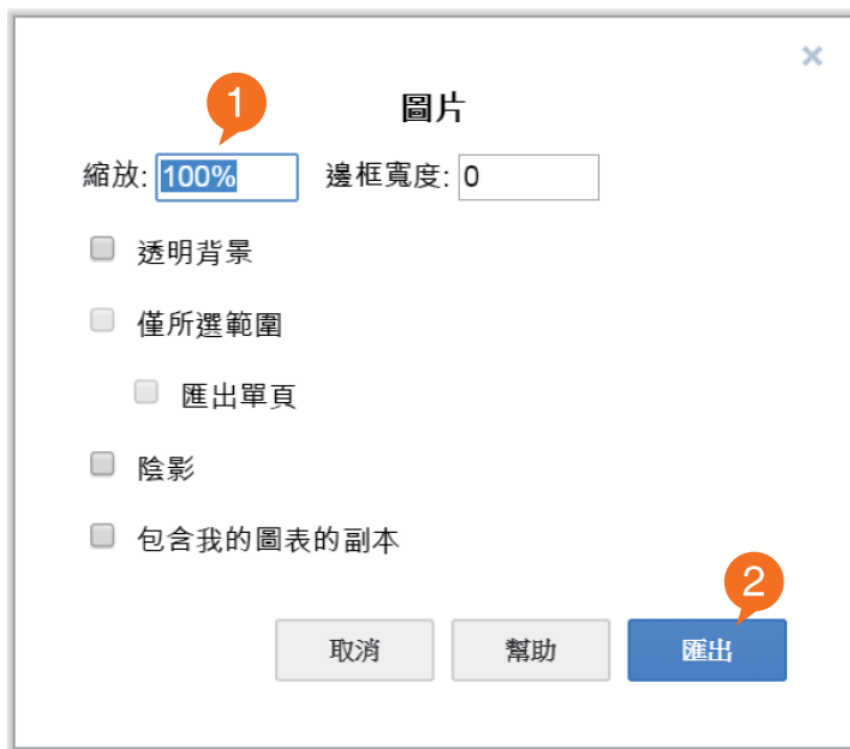 ×
圖片
1
縮放: 100% 邊框寬度: 0
透明背景
僅所選範圍
匯出單頁
陰影
包含我的圖表的副本
2
取消 幫助 匯出